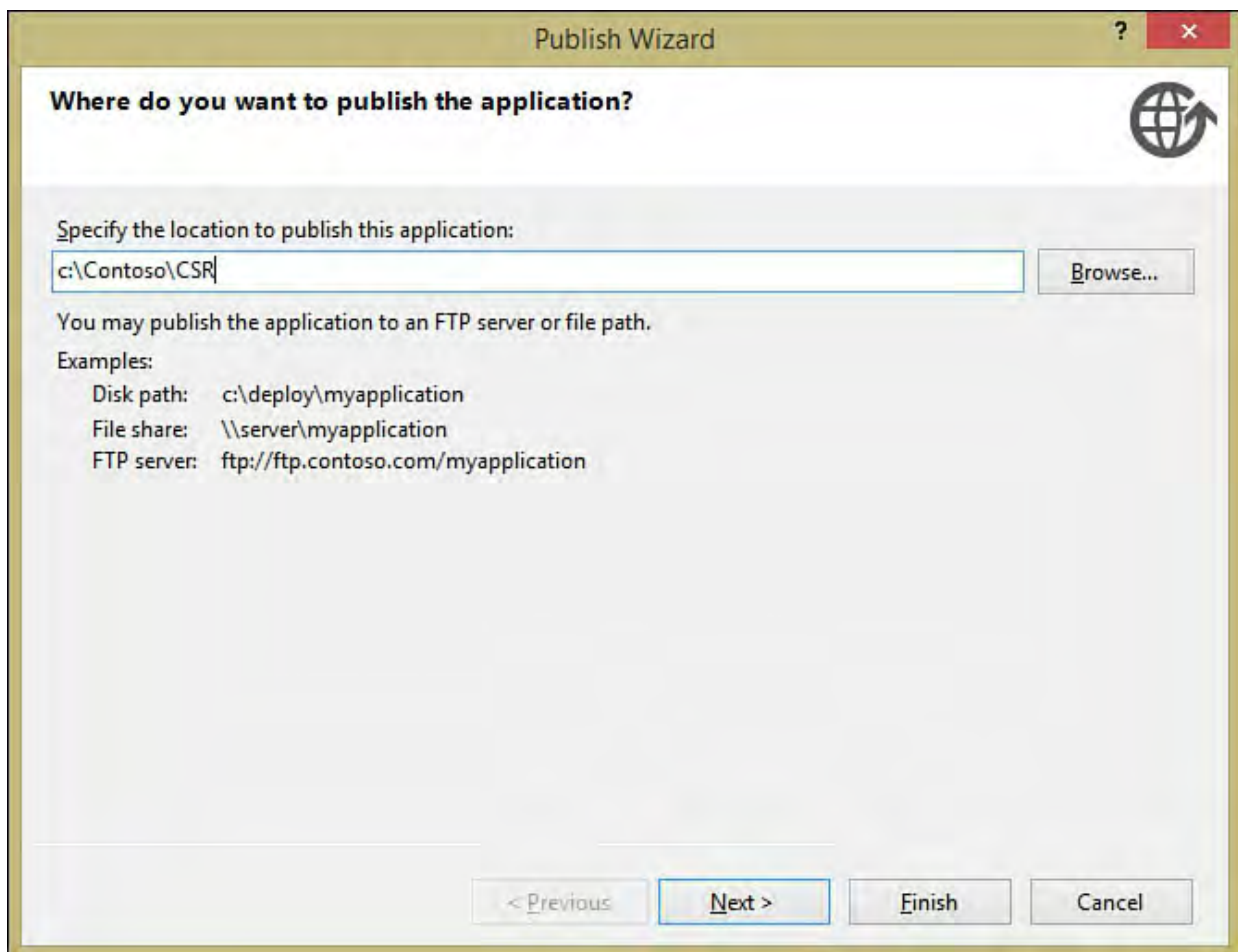 Publish Wizard
?
Where do you want to publish the application?
Specify the location to publish this application:
c:\Contoso\CSR
Browse...
You may publish the application to an FTP server or file path.
Examples:
Disk path: c:\deploy\myapplication
File share: \\server\myapplication
FTP server: ftp://ftp.contoso.com/myapplication
< Previous Next > Finish Cancel